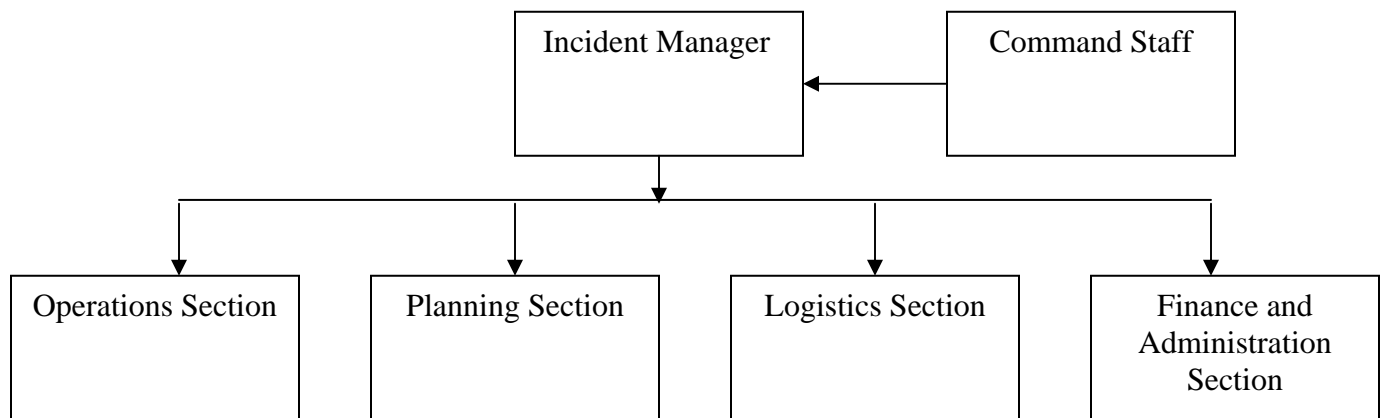 Incident Manager
Command Staff
Operations Section
Planning Section
Logistics Section
Finance and
Administration
Section